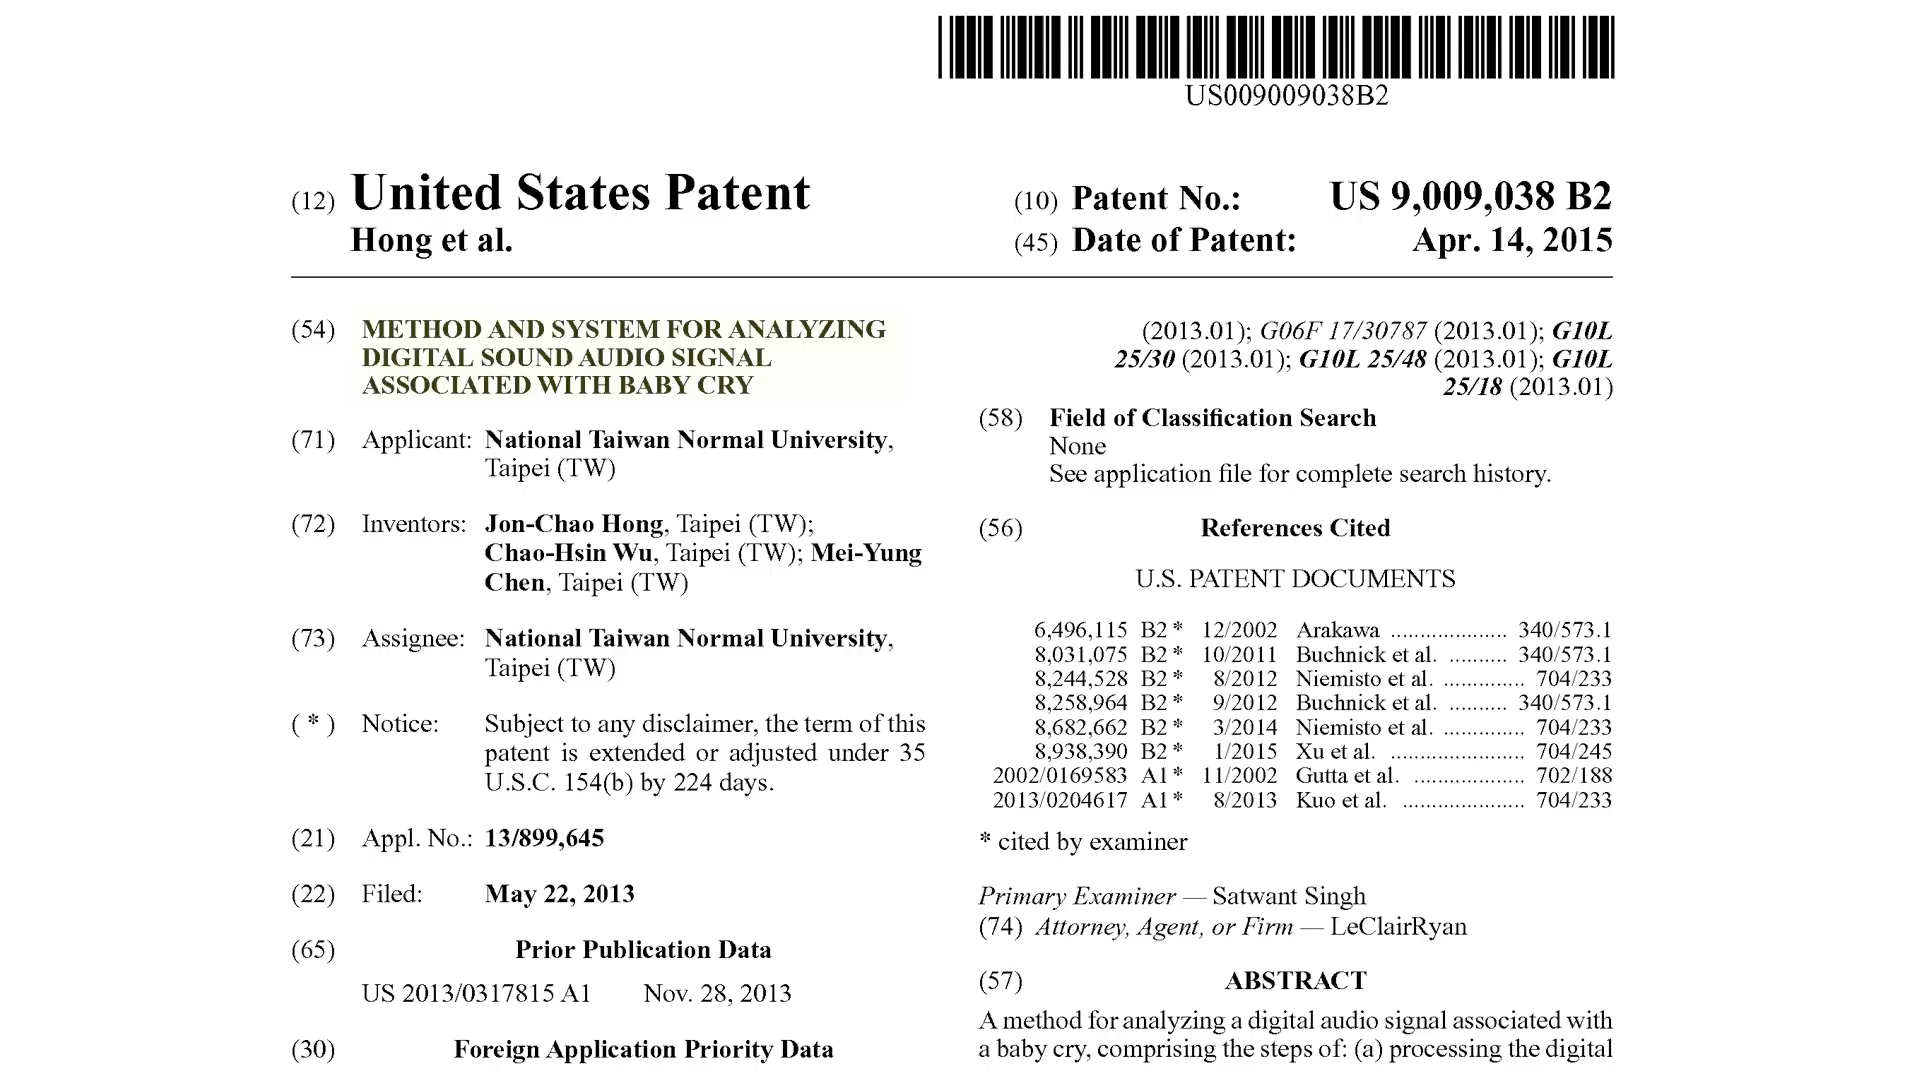 US009009038B2
(12) United States Patent
Hong et al.
(10) Patent No.: US 9,009,038 B2
(45) Date of Patent: Apr. 14, 2015
(54) METHOD AND SYSTEM FOR ANALYZING
DIGITAL SOUND AUDIO SIGNAL
ASSOCIATED WITH BABY CRY
(71) Applicant: National Taiwan Normal University,
Taipei (TW)
(72) Inventors: Jon-Chao Hong, Taipei (TW);
Chao-Hsin Wu, Taipei (TW); Mei-Yung
Chen, Taipei (TW)
(73) Assignee: National Taiwan Normal University,
Taipei (TW)
( * ) Notice: Subject to any disclaimer, the term of this
patent is extended or adjusted under 35
U.S.C. 154(b) by 224 days.
(21) Appl. No.: 13/899,645
(22) Filed: May 22, 2013
(65) Prior Publication Data
US 2013/0317815 A1 Nov. 28, 2013
(30) Foreign Application Priority Data
(2013.01); G06F 17/30787 (2013.01); G10L
25/30 (2013.01); G10L 25/48 (2013.01); G10L
25/18 (2013.01)
(58) Field of Classification Search
None
See application file for complete search history.
(56) References Cited
U.S. PATENT DOCUMENTS
6,496,115 B2 * 12/2002 Arakawa .................... 340/573.1
8,031,075 B2 * 10/2011 Buchnick et al. .......... 340/573.1
8,244,528 B2 * 8/2012 Niemisto et al. .............. 704/233
8,258,964 B2 * 9/2012 Buchnick et al. .......... 340/573.1
8,682,662 B2 * 3/2014 Niemisto et al. .............. 704/233
8,938,390 B2 * 1/2015 Xu et al. ....................... 704/245
2002/0169583 A1 * 11/2002 Gutta et al. ................... 702/188
2013/0204617 A1 * 8/2013 Kuo et al. ..................... 704/233
* cited by examiner
Primary Examiner — Satwant Singh
(74) Attorney, Agent, or Firm — LeClairRyan
(57) ABSTRACT
A method for analyzing a digital audio signal associated with
a baby cry, comprising the steps of: (a) processing the digital